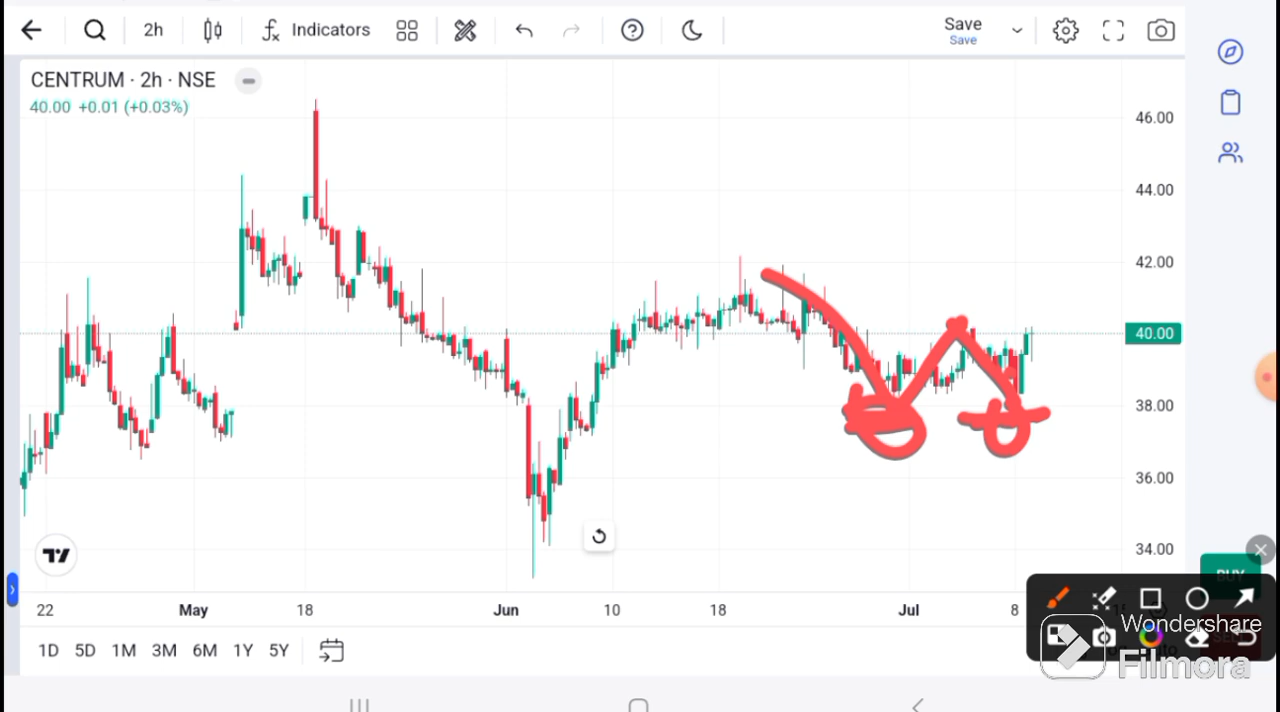 2h
Indicators
Save
Save
CENTRUM · 2h · NSE
40.00 +0.01 (+0.03%)
46.00
44.00
42.00
40.00
38.00
36.00
34.00
22 May 18 Jun 10 18 Jul 8
BUY
1D 5D 1M 3M 6M 1Y 5Y
Wondershare
Filmora